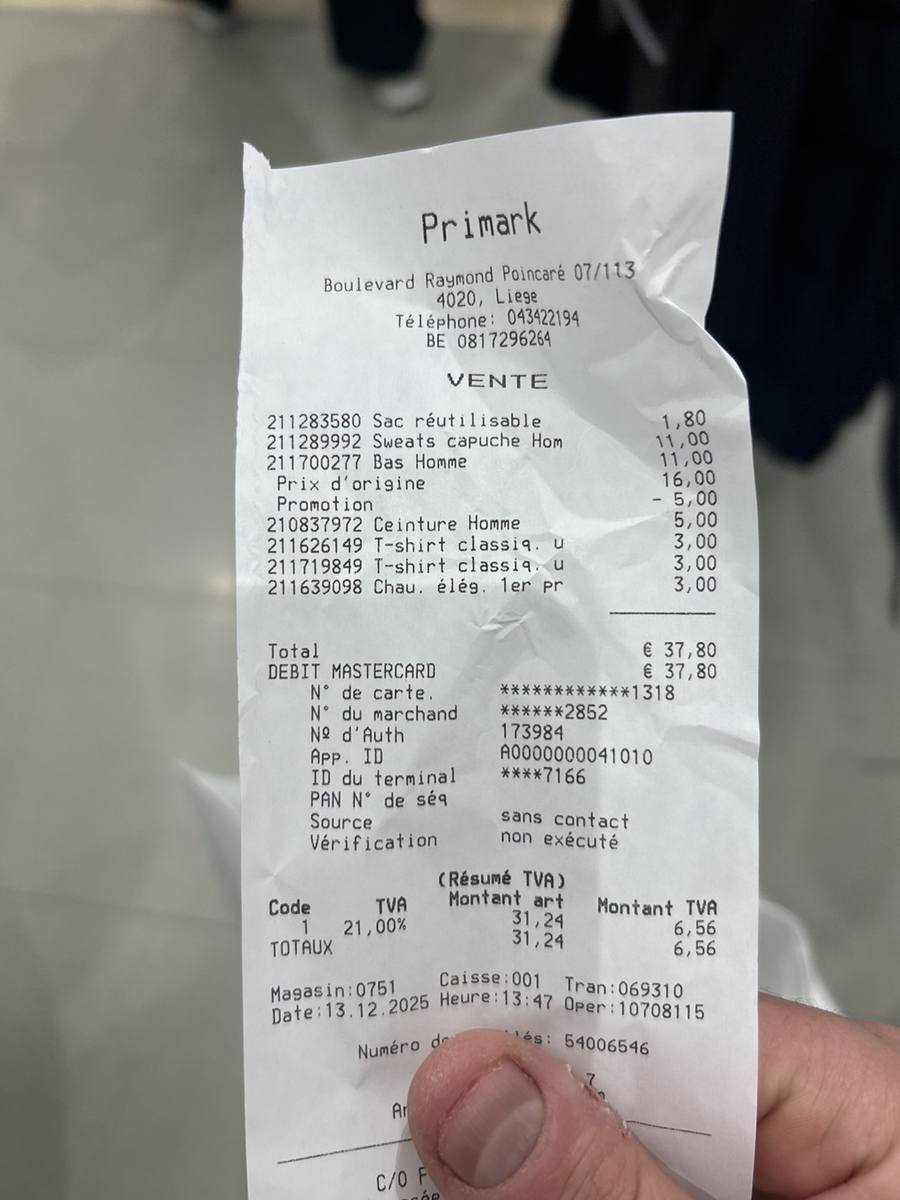 Primark
Boulevard Raymond Poincaré 07/113
4020, Liege
Téléphone: 043422194
BE 0817296264
VENTE
211283580 Sac réutilisable 1,80
211289992 Sweats capuche Hom 11,00
211700277 Bas Homme 11,00
Prix d'origine 16,00
Promotion - 5,00
210837972 Ceinture Homme 5,00
211626149 T-shirt classiq. u 3,00
211719849 T-shirt classiq. u 3,00
211639098 Chau. élég. 1er pr 3,00
Total € 37,80
DEBIT MASTERCARD € 37,80
N° de carte. ************1318
N° du marchand ******2852
Nº d'Auth 173984
App. ID A0000000041010
ID du terminal ****7166
PAN N° de séq
Source sans contact
Vérification non exécuté
(Résumé TVA)
Code TVA Montant art Montant TVA
1 21,00% 31,24 6,56
TOTAUX 31,24 6,56
Magasin:0751 Caisse:001 Tran:069310
Date:13.12.2025 Heure:13:47 Oper:10708115
Numéro 54006546
7
C/O